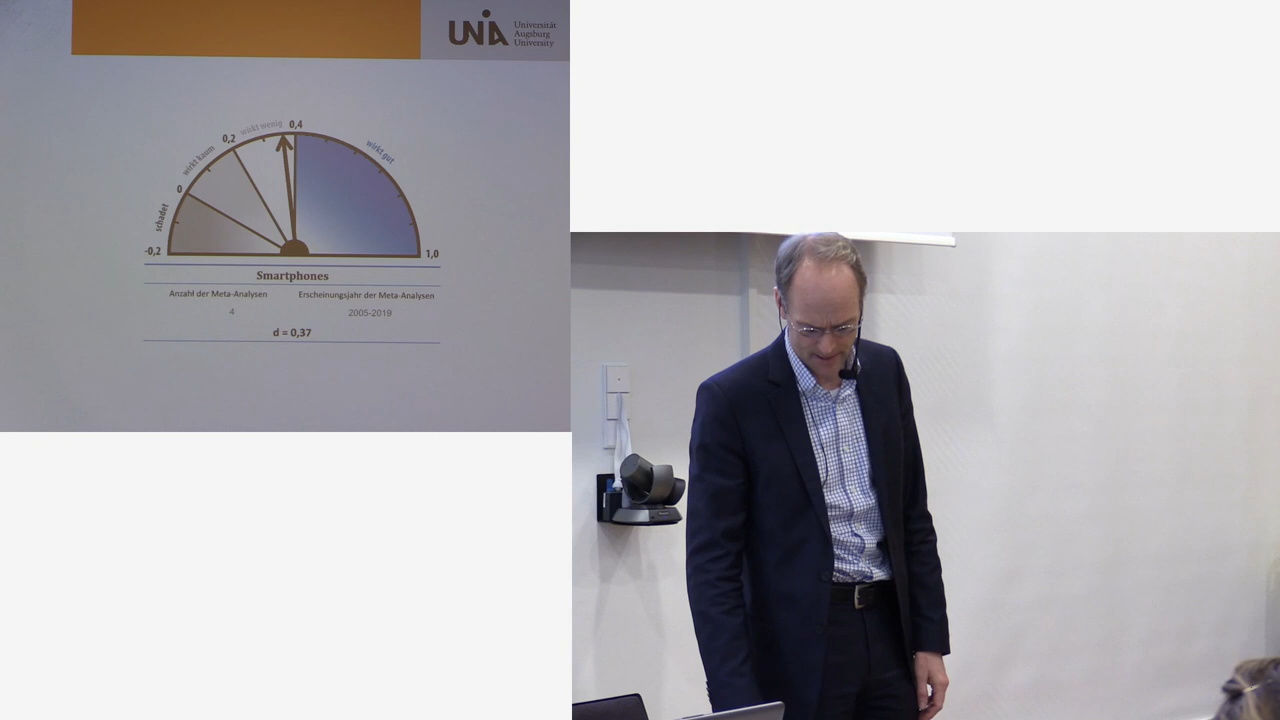 UNIA Universität
Augsburg
University
wirkt wenig
0,4
0,2
wirkt kaum
wirkt gut
0
schadet
-0,2
1,0
Smartphones
Anzahl der Meta-Analysen Erscheinungsjahr der Meta-Analysen
4 2005-2019
d = 0,37